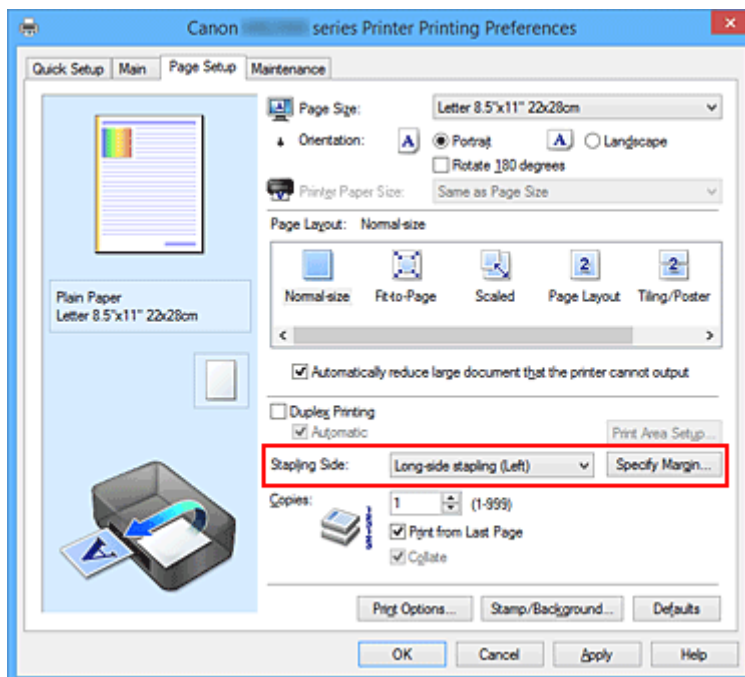 Canon series Printer Printing Preferences
Quick Setup Main Page Setup Maintenance
Page Size: Letter 8.5"x11" 22x28cm
Orientation: A Portrait A Landscape
Rotate 180 degrees
Printer Paper Size: Same as Page Size
Page Layout: Normal-size
2 2
Normal-size Fit-to-Page Scaled Page Layout Tiling/Poster
Plain Paper
Letter 8.5"x11" 22x28cm
Automatically reduce large document that the printer cannot output
Duplex Printing
Automatic
Print Area Setup...
Stapling Side: Long-side stapling (Left) Specify Margin...
Copies: 1 (1-999)
Print from Last Page
Collate
A
Print Options... Stamp/Background... Defaults
OK Cancel Apply Help